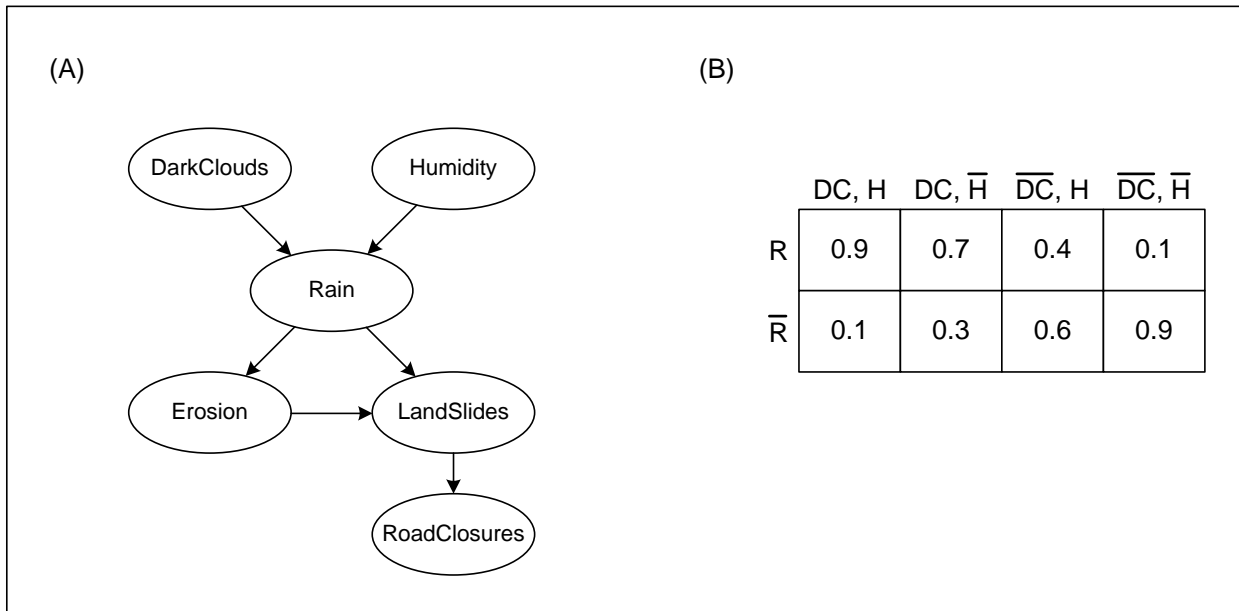 (A) (B)
DarkClouds Humidity
Rain
Erosion LandSlides
RoadClosures
DC, H DC, H̅ D̅C̅, H D̅C̅, H̅
R 0.9 0.7 0.4 0.1
R̅ 0.1 0.3 0.6 0.9